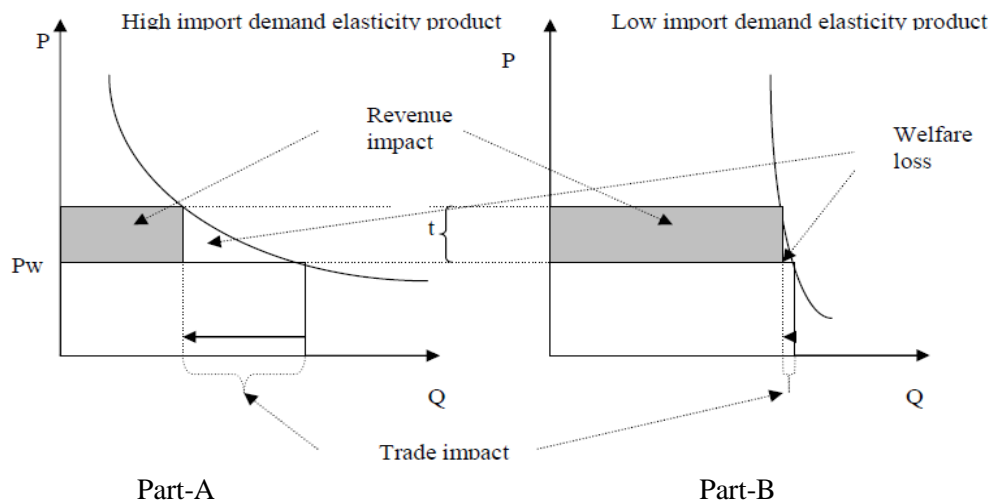 High import demand elasticity product
Low import demand elasticity product
P
P
Revenue
impact
Welfare
loss
t
Pw
Q
Q
Trade impact
Part-A
Part-B